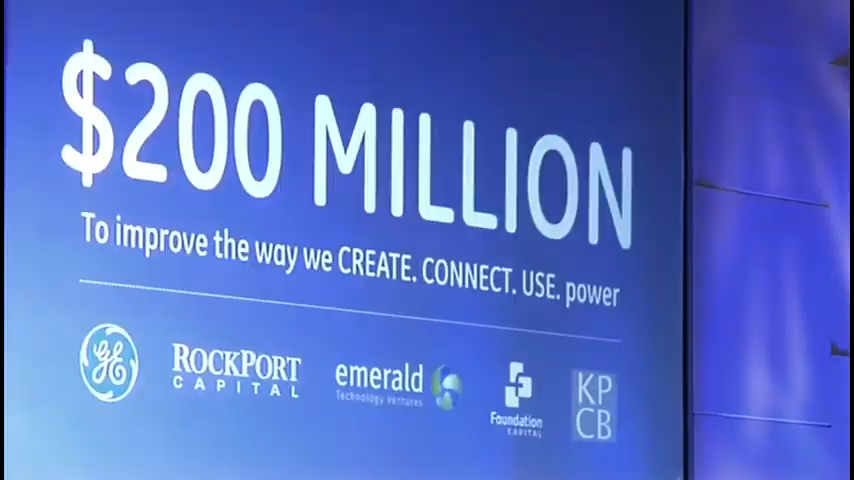 $200 MILLION
To improve the way we CREATE. CONNECT. USE. power
GE
ROCKPORT
CAPITAL
emerald
Technology Ventures
Foundation
CAPITAL
KP
CB